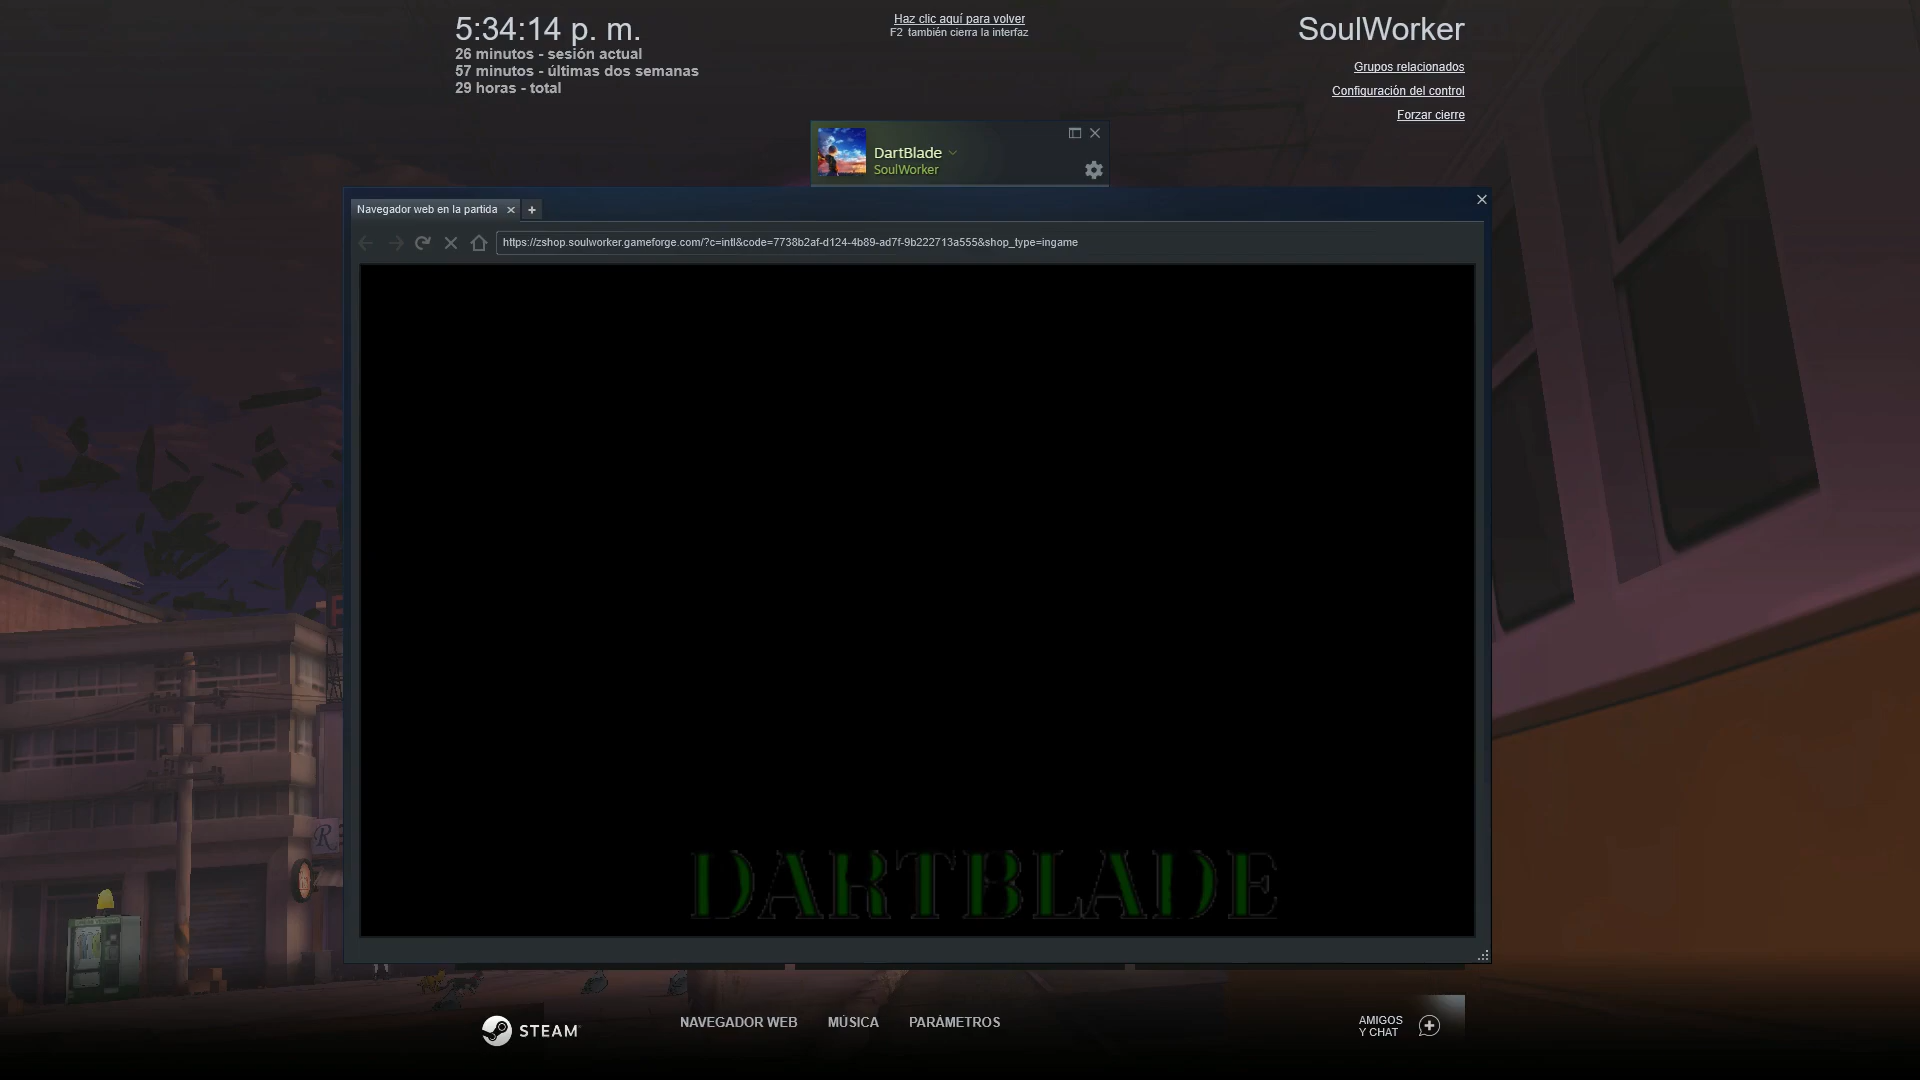 5:34:14 p. m.
26 minutos - sesión actual
57 minutos - últimas dos semanas
29 horas - total
Haz clic aquí para volver
F2 también cierra la interfaz
SoulWorker
Grupos relacionados
Configuración del control
Forzar cierre
DartBlade
SoulWorker
Navegador web en la partida
https://zshop.soulworker.gameforge.com/?c=intl&code=7738b2af-d124-4b89-ad7f-9b222713a555&shop_type=ingame
R
DARTBLADE
STEAM
NAVEGADOR WEB
MÚSICA
PARÁMETROS
AMIGOS
Y CHAT